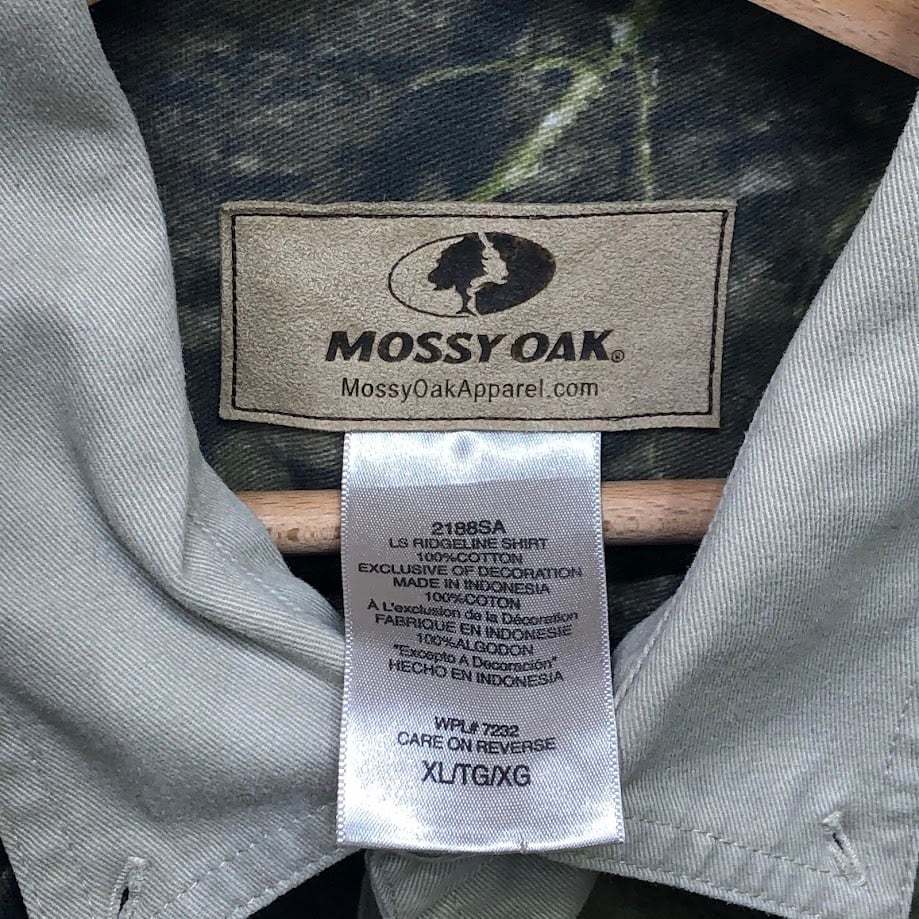 MOSSY OAK®
MossyOakApparel.com
2188SA
LS RIDGELINE SHIRT
100%COTTON
EXCLUSIVE OF DECORATION
MADE IN INDONESIA
100%COTON
À L'exclusion de la Décoration
FABRIQUE EN INDONESIE
100%ALGODON
"Excepto A Decoración"
HECHO EN INDONESIA
WPL# 7232
CARE ON REVERSE
XL/TG/XG